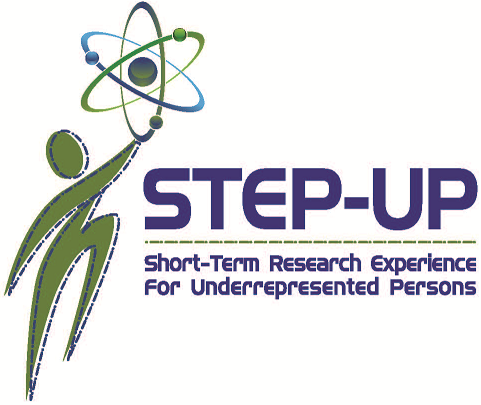 STEP-UP
Short-Term Research Experience
For Underrepresented Persons